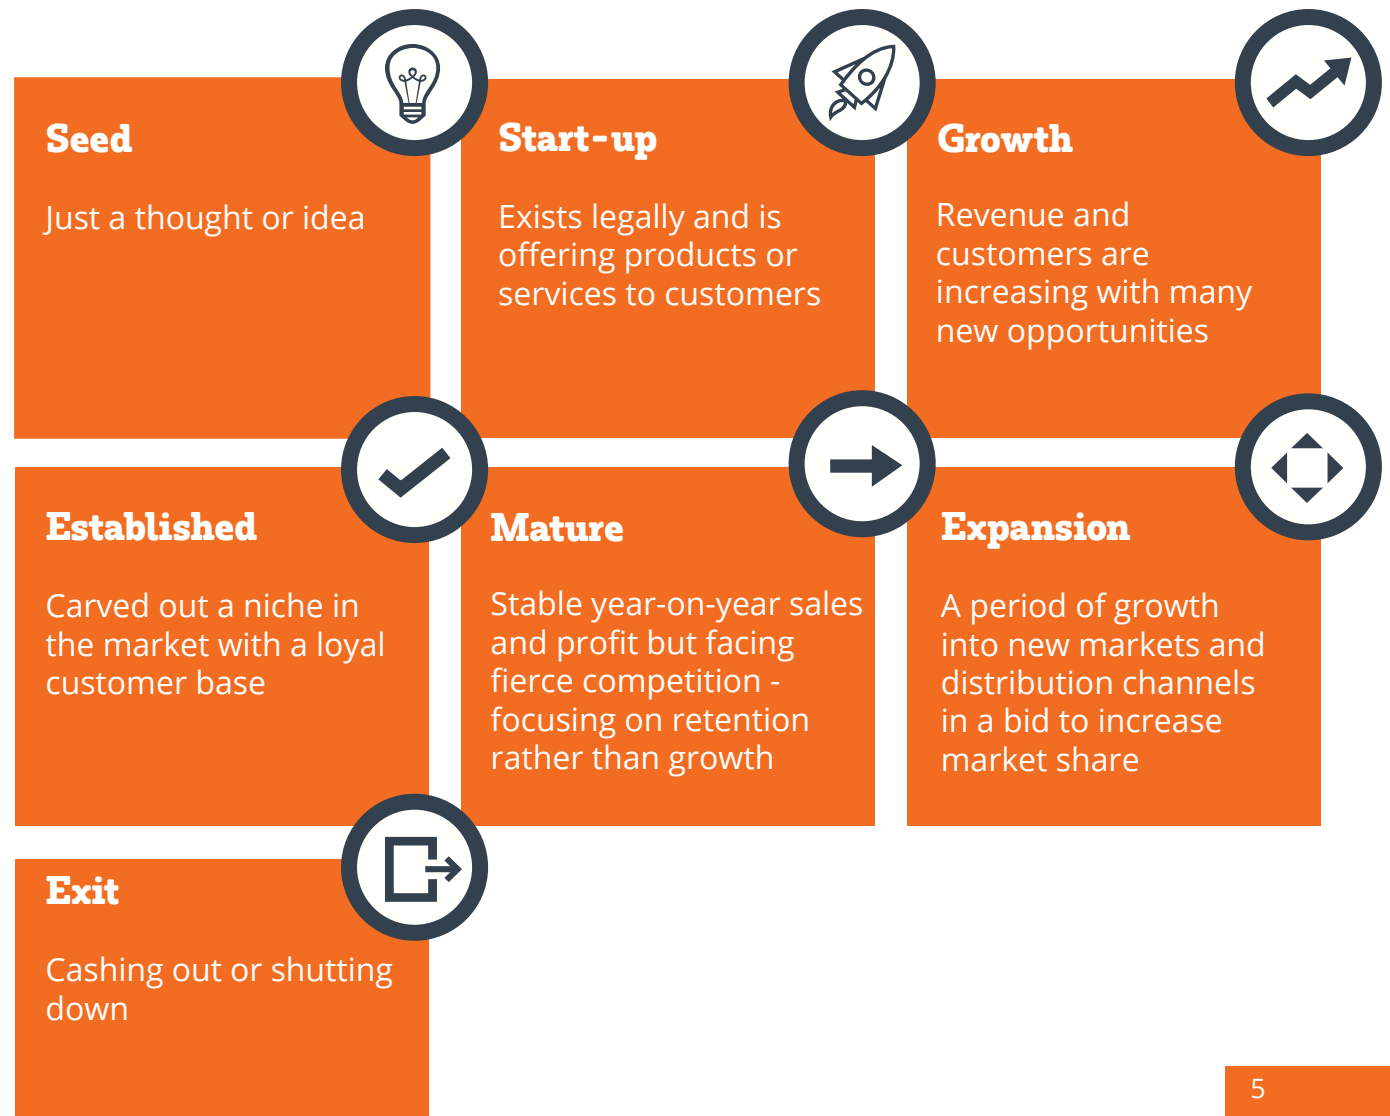 Seed
Just a thought or idea
Start-up
Exists legally and is
offering products or
services to customers
Growth
Revenue and
customers are
increasing with many
new opportunities
Established
Carved out a niche in
the market with a loyal
customer base
Mature
Stable year-on-year sales
and profit but facing
fierce competition -
focusing on retention
rather than growth
Expansion
A period of growth
into new markets and
distribution channels
in a bid to increase
market share
Exit
Cashing out or shutting
down
5